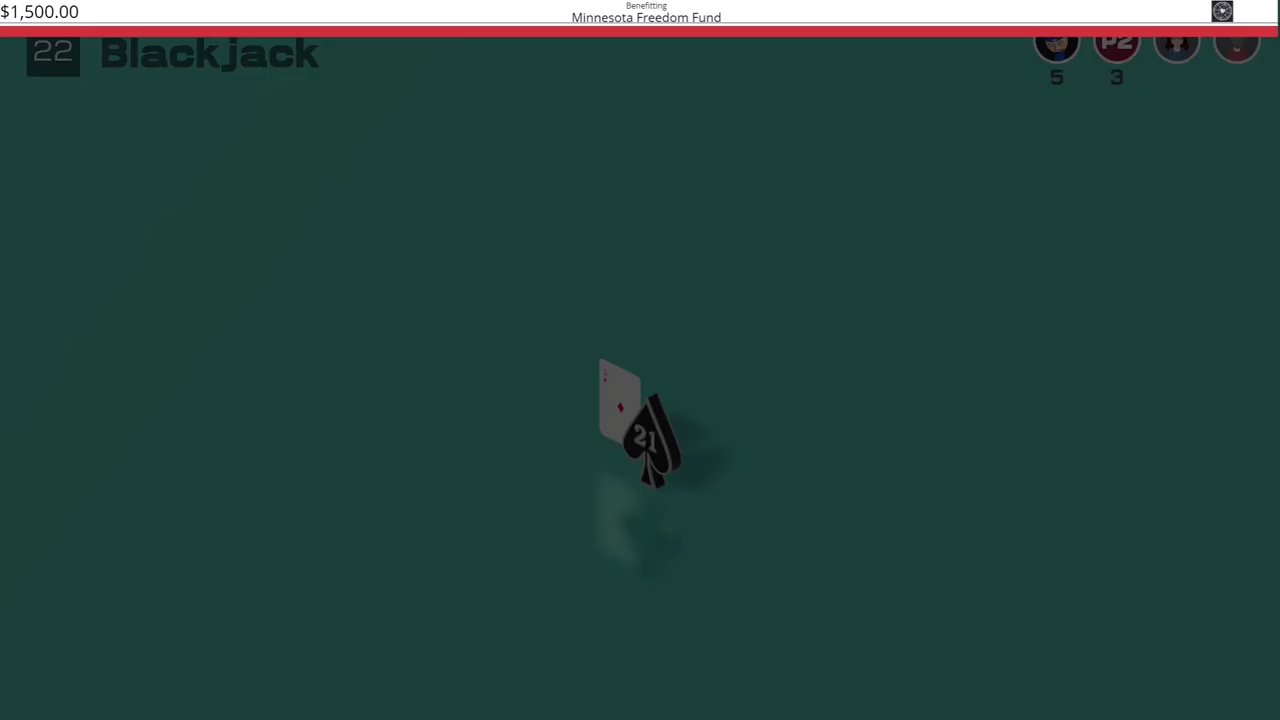 $1,500.00
Benefitting
Minnesota Freedom Fund
22 Blackjack
P2
5 3
21